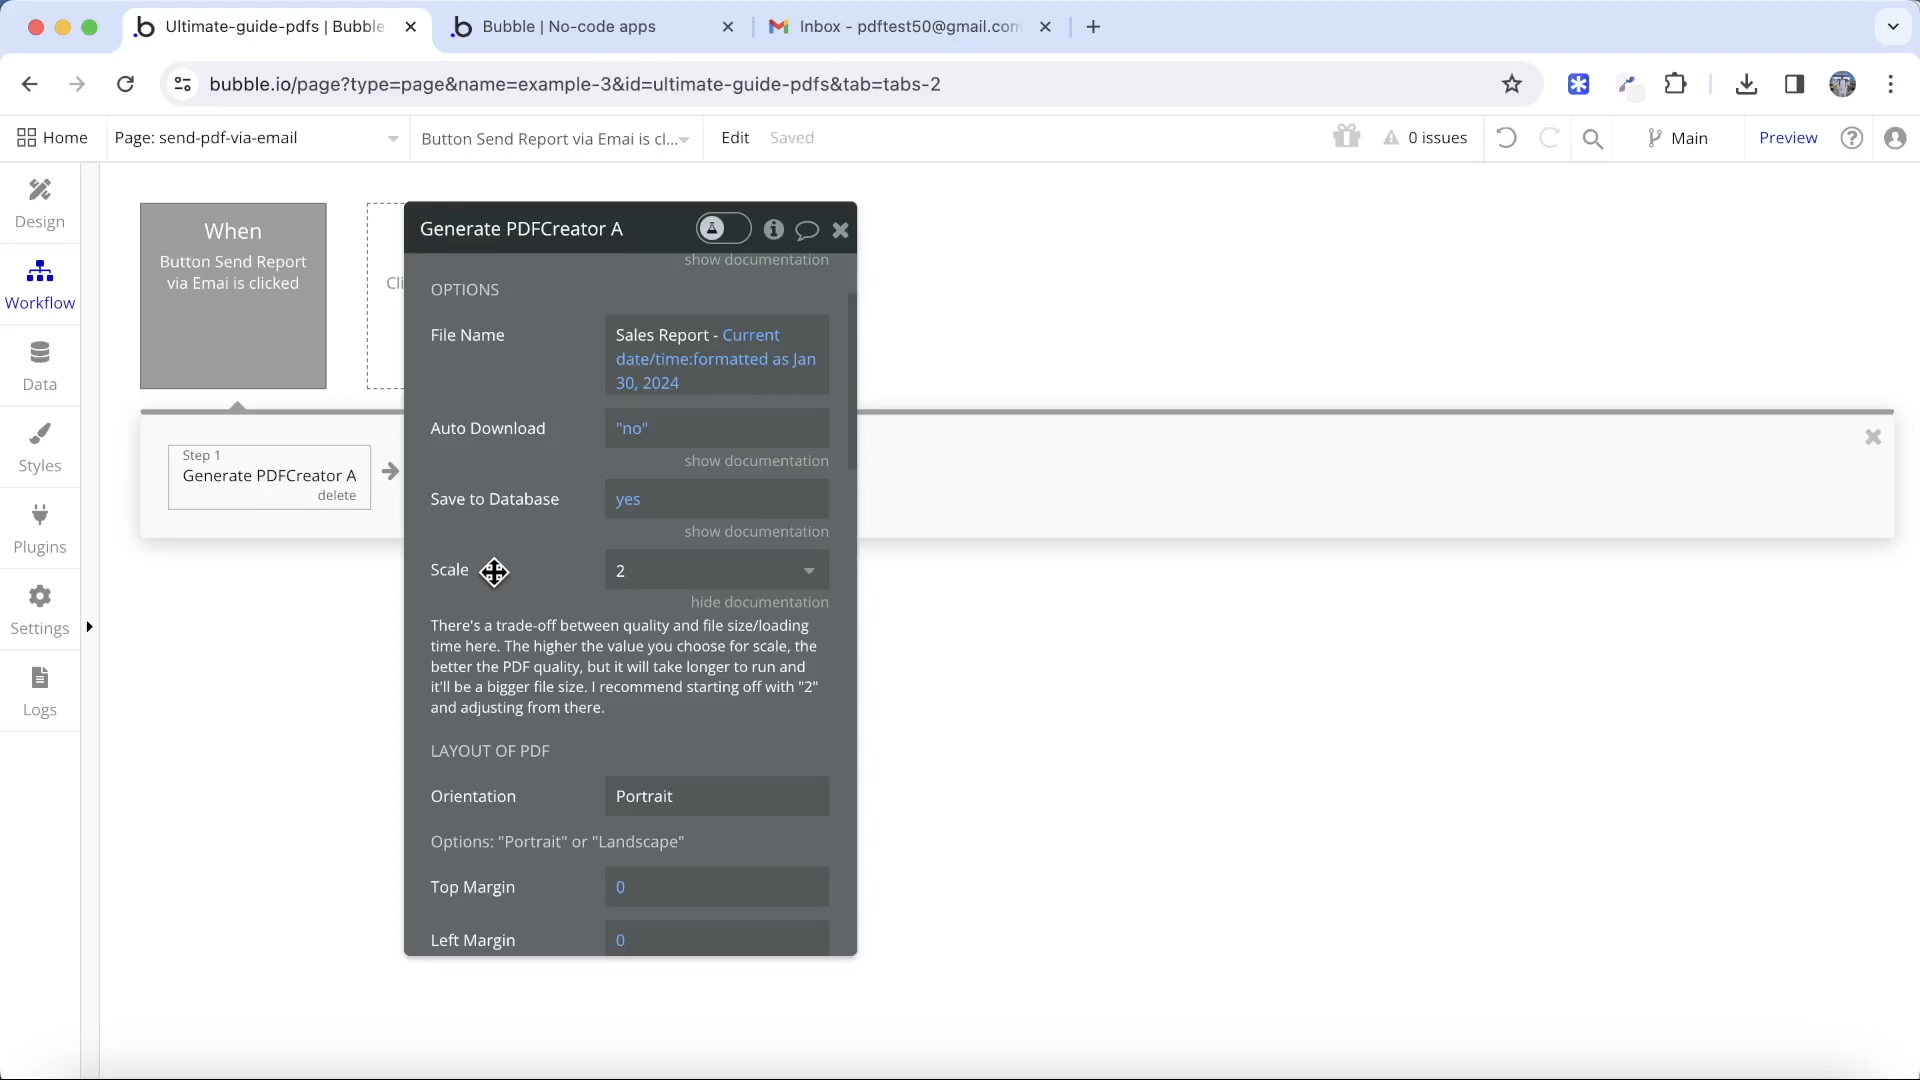 Ultimate-guide-pdfs | Bubble
Bubble | No-code apps
Inbox - pdftest50@gmail.com
bubble.io/page?type=page&name=example-3&id=ultimate-guide-pdfs&tab=tabs-2
Home
Page: send-pdf-via-email
Button Send Report via Emai is cl...
Edit
Saved
0 issues
Main
Preview
Design
Workflow
Data
Styles
Plugins
Settings
Logs
When
Button Send Report
via Emai is clicked
Cli
Step 1
Generate PDFCreator A
delete
Generate PDFCreator A
show documentation
OPTIONS
File Name
Sales Report - Current
date/time:formatted as Jan
30, 2024
Auto Download
"no"
show documentation
Save to Database
yes
show documentation
Scale
2
hide documentation
There's a trade-off between quality and file size/loading
time here. The higher the value you choose for scale, the
better the PDF quality, but it will take longer to run and
it'll be a bigger file size. I recommend starting off with "2"
and adjusting from there.
LAYOUT OF PDF
Orientation
Portrait
Options: "Portrait" or "Landscape"
Top Margin
0
Left Margin
0